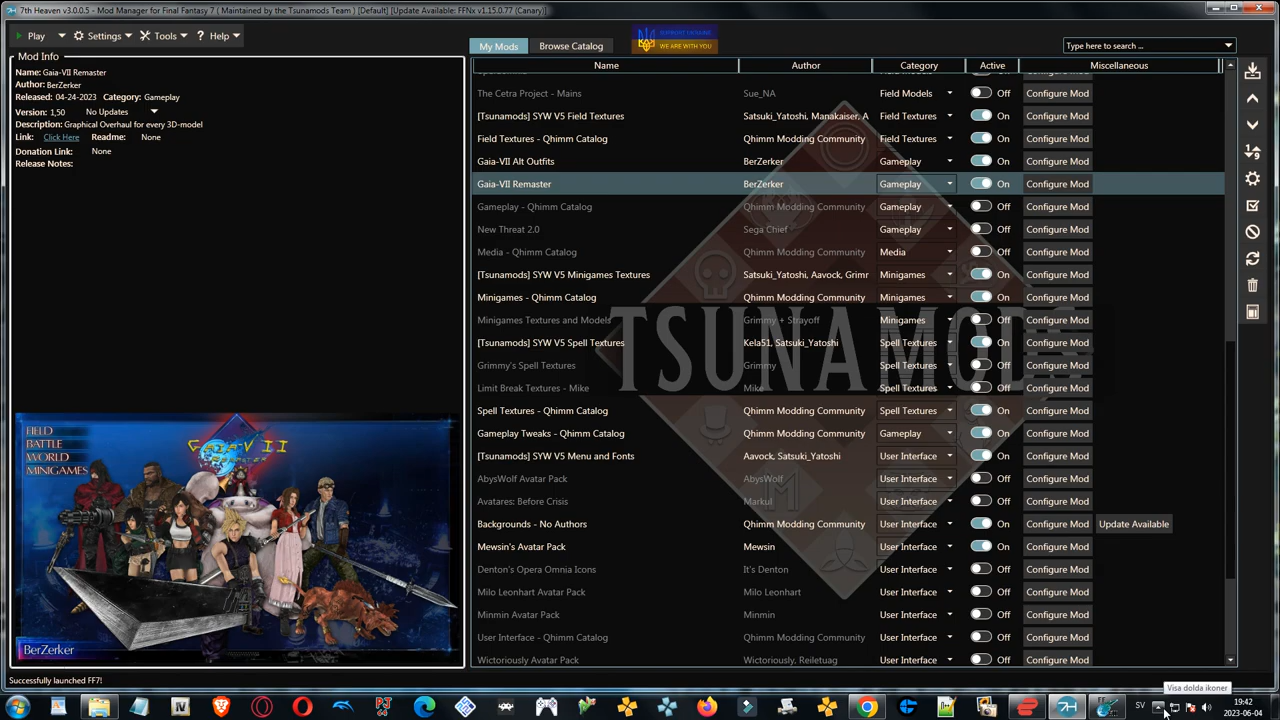 7th Heaven v3.0.0.5 - Mod Manager for Final Fantasy 7 ( Maintained by the Tsunamods Team ) [Default] [Update Available: FFNx v1.15.0.77 (Canary)]
Play Settings Tools Help
SUPPORT UKRAINE
WE ARE WITH YOU
My Mods Browse Catalog
Type here to search ...
Mod Info
Name: Gaia-VII Remaster
Author: BerZerker
Released: 04-24-2023 Category: Gameplay
Version: 1,50 No Updates
Description: Graphical Overhaul for every 3D-model
Link: Click Here Readme: None
Donation Link: None
Release Notes:
FIELD
BATTLE
WORLD
MINIGAMES
GAIA-VII
BerZerker
Name Author Category Active Miscellaneous
The Cetra Project - Mains Sue_NA Field Models Off Configure Mod
[Tsunamods] SYW V5 Field Textures Satsuki_Yatoshi, Manakaiser, A Field Textures On Configure Mod
Field Textures - Qhimm Catalog Qhimm Modding Community Field Textures On Configure Mod
Gaia-VII Alt Outfits BerZerker Gameplay On Configure Mod
Gaia-VII Remaster BerZerker Gameplay On Configure Mod
Gameplay - Qhimm Catalog Qhimm Modding Community Gameplay Off Configure Mod
New Threat 2.0 Sega Chief Gameplay Off Configure Mod
Media - Qhimm Catalog Qhimm Modding Community Media Off Configure Mod
[Tsunamods] SYW V5 Minigames Textures Satsuki_Yatoshi, Aavock, Grimr Minigames On Configure Mod
Minigames - Qhimm Catalog Qhimm Modding Community Minigames On Configure Mod
Minigames Textures and Models Grimmy + Strayoff Minigames Off Configure Mod
[Tsunamods] SYW V5 Spell Textures Kela51, Satsuki_Yatoshi Spell Textures On Configure Mod
Grimmy's Spell Textures Grimmy Spell Textures Off Configure Mod
Limit Break Textures - Mike Mike Spell Textures Off Configure Mod
Spell Textures - Qhimm Catalog Qhimm Modding Community Spell Textures On Configure Mod
Gameplay Tweaks - Qhimm Catalog Qhimm Modding Community Gameplay On Configure Mod
[Tsunamods] SYW V5 Menu and Fonts Aavock, Satsuki_Yatoshi User Interface On Configure Mod
AbysWolf Avatar Pack AbysWolf User Interface Off Configure Mod
Avatares: Before Crisis Markul User Interface Off Configure Mod
Backgrounds - No Authors Qhimm Modding Community User Interface On Configure Mod Update Available
Mewsin's Avatar Pack Mewsin User Interface On Configure Mod
Denton's Opera Omnia Icons It's Denton User Interface Off Configure Mod
Milo Leonhart Avatar Pack Milo Leonhart User Interface Off Configure Mod
Minmin Avatar Pack Minmin User Interface Off Configure Mod
User Interface - Qhimm Catalog Qhimm Modding Community User Interface Off Configure Mod
Wictoriously Avatar Pack Wictoriously, Reiletuag User Interface Off Configure Mod
TSUNAMODS
Successfully launched FF7!
Visa dolda ikoner
SV
19:42
2023-06-04